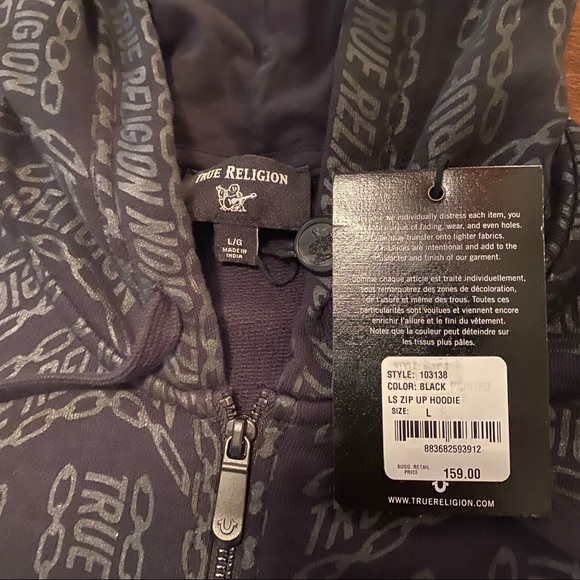 TRUE RELIGION
L/G
MADE IN
INDIA
we individually distress each item, you
of fading, wear, and even holes.
may transfer onto lighter fabrics.
are intentional and add to the
character and finish of our garment.
Comme chaque article est traité individuellement,
vous remarquerez des zones de décoloration,
de l'usure et même des trous. Toutes ces
particularités sont voulues et viennent encore
enrichir l'allure et le fini du vêtement.
Notez que la couleur peut déteindre sur
les tissus plus pâles.
STYLE: 103138
COLOR: BLACK
PRINTED
LS ZIP UP HOODIE
SIZE: L
883682593912
SUGG. RETAIL
PRICE
159.00
WWW.TRUERELIGION.COM
TRUE RELIGION
TRUE RELIGION
TRUE RELIGION
TRUE
TRUE